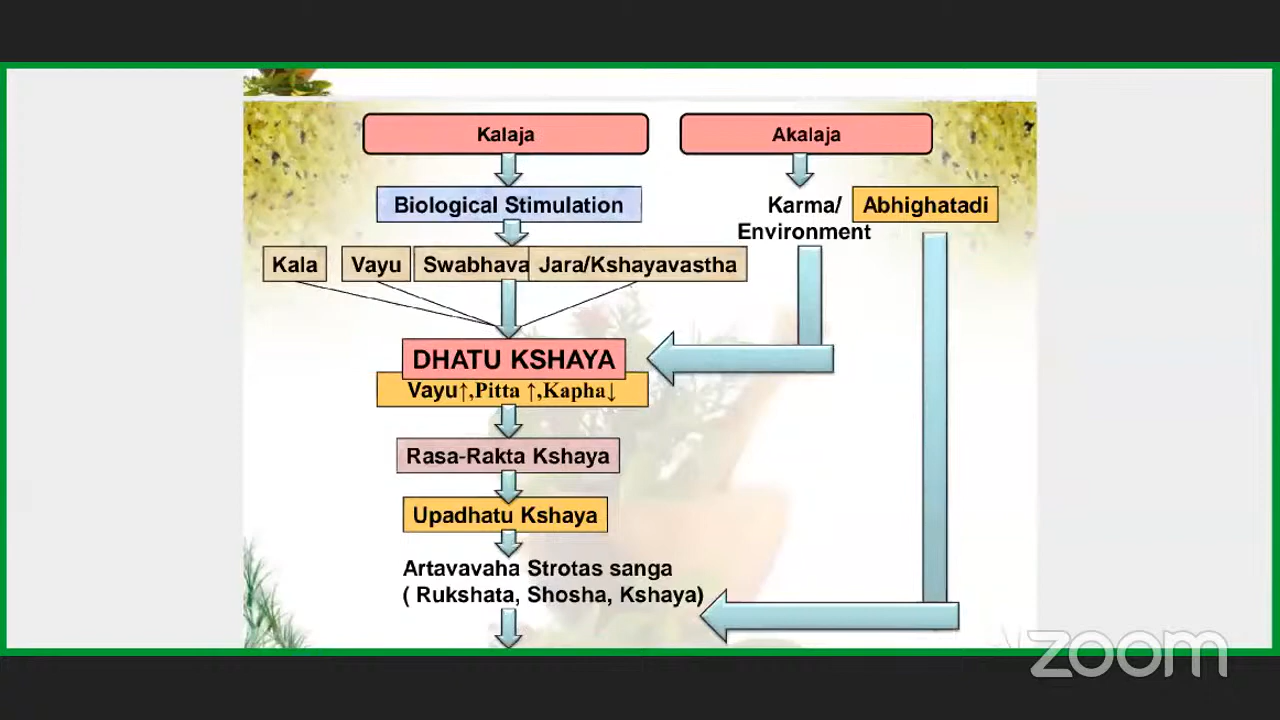 Kalaja
Akalaja
Biological Stimulation
Karma/
Environment
Abhighatadi
Kala
Vayu
Swabhava
Jara/Kshayavastha
DHATU KSHAYA
Vayu↑,Pitta ↑,Kapha↓
Rasa-Rakta Kshaya
Upadhatu Kshaya
Artavavaha Strotas sanga
( Rukshata, Shosha, Kshaya)
zoom